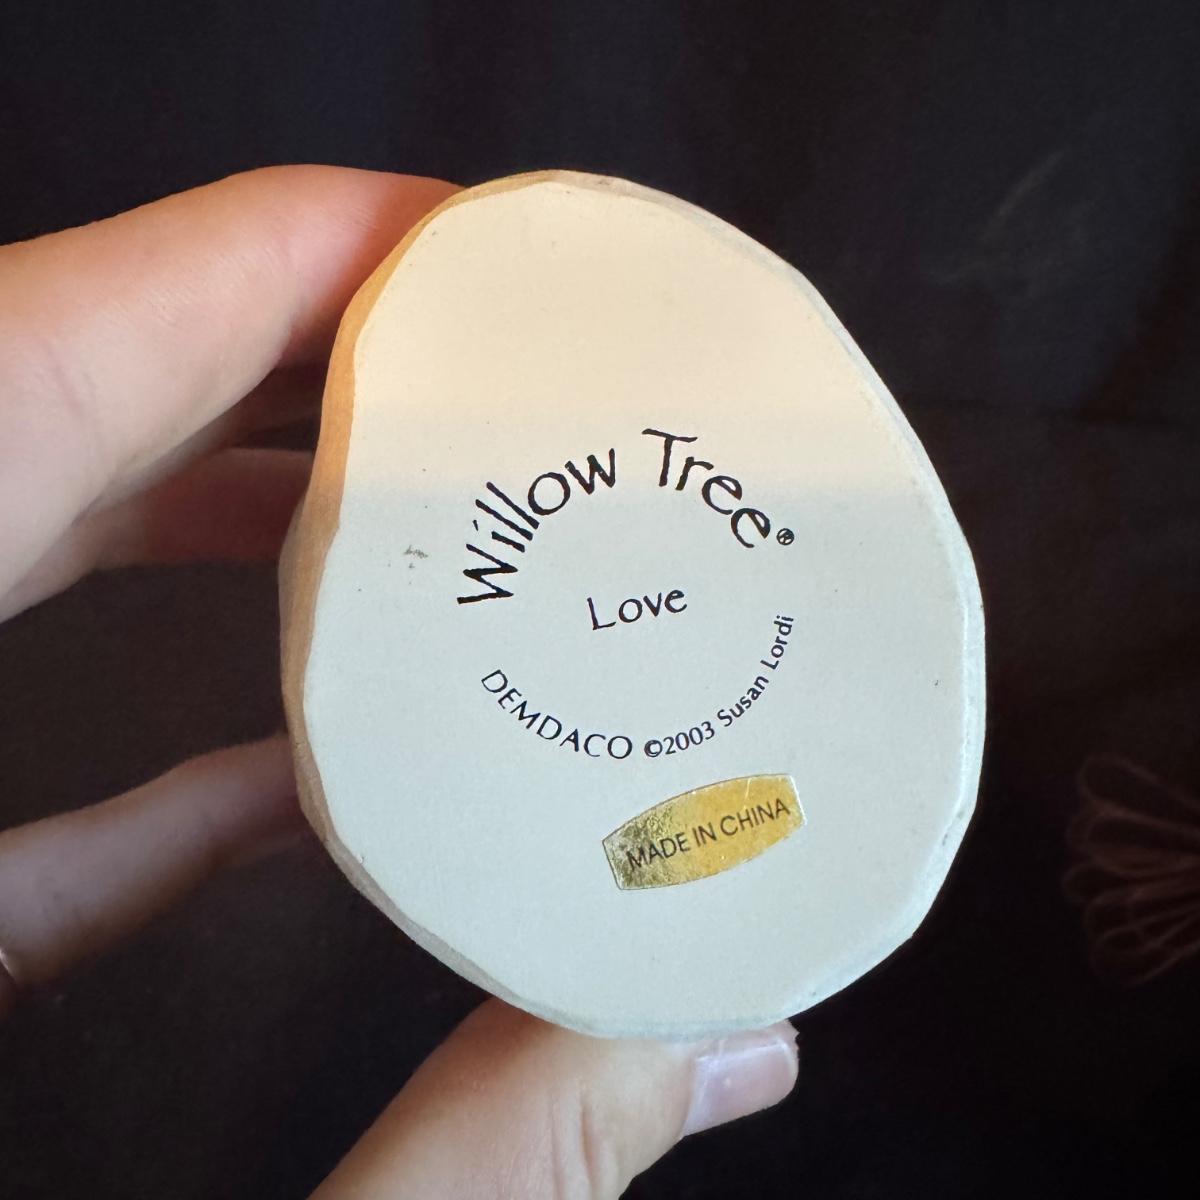 Willow Tree®
Love
DEMDACO ©2003 Susan Lordi
MADE IN CHINA